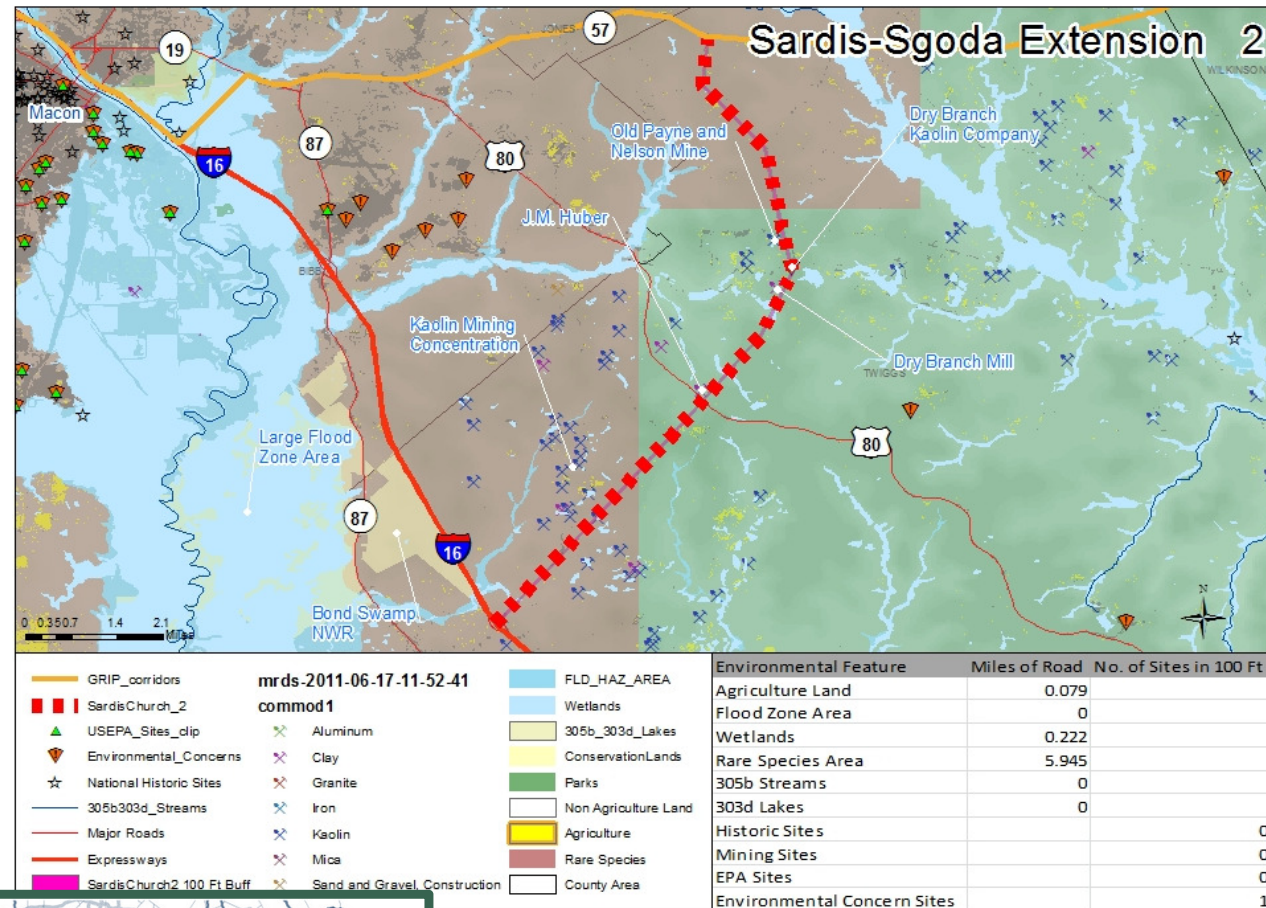 Sardis-Sgoda Extension 2
19
57
JONES
WILKINSON
Macon
16
87
80
Old Payne and
Nelson Mine
Dry Branch
Kaolin Company
J.M. Huber
BIBB
Kaolin Mining
Concentration
Dry Branch Mill
TWIGGS
Large Flood
Zone Area
80
87
16
Bond Swamp
NWR
N
0 0.35 0.7 1.4 2.1
Miles
GRIP_corridors
SardisChurch_2
USEPA_Sites_clip
Environmental_Concerns
National Historic Sites
305b303d_Streams
Major Roads
Expressways
SardisChurch2 100 Ft Buff
mrds-2011-06-17-11-52-41
commod1
Aluminum
Clay
Granite
Iron
Kaolin
Mica
Sand and Gravel, Construction
FLD_HAZ_AREA
Wetlands
305b_303d_Lakes
ConservationLands
Parks
Non Agriculture Land
Agriculture
Rare Species
County Area
Environmental Feature Miles of Road No. of Sites in 100 Ft
Agriculture Land 0.079
Flood Zone Area 0
Wetlands 0.222
Rare Species Area 5.945
305b Streams 0
303d Lakes 0
Historic Sites 0
Mining Sites 0
EPA Sites 0
Environmental Concern Sites 1